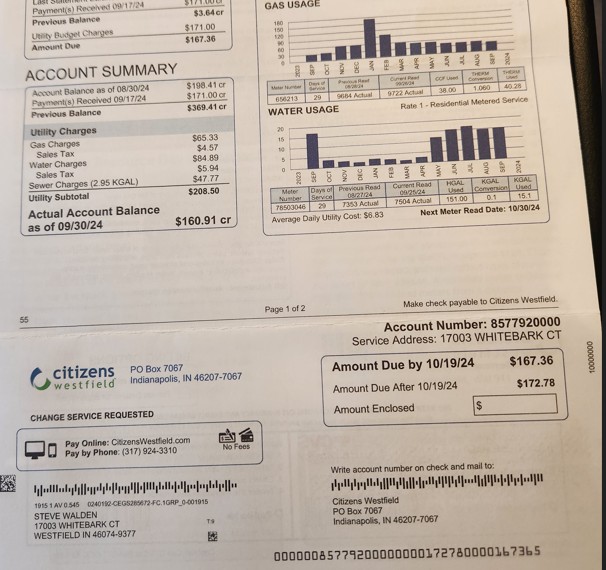 Payment(s) Received 09/17/24
$171.00 cr
Previous Balance
$3.64 cr
Utility Budget Charges
$171.00
Amount Due
$167.36
ACCOUNT SUMMARY
Account Balance as of 08/30/24
$198.41 cr
Payment(s) Received 09/17/24
$171.00 cr
Previous Balance
$369.41 cr
Utility Charges
Gas Charges
$65.33
Sales Tax
$4.57
Water Charges
$84.89
Sales Tax
$5.94
Sewer Charges (2.95 KGAL)
$47.77
Utility Subtotal
$208.50
Actual Account Balance
as of 09/30/24
$160.91 cr
GAS USAGE
180
150
120
90
60
30
0
2023 SEP OCT NOV DEC JAN FEB MAR APR MAY JUN JUL AUG SEP 2024
Meter Number Days of Service Previous Read 08/28/24 Current Read 09/26/24 CCF Used THERM Conversion THERM Used
656213 29 9684 Actual 9722 Actual 38.00 1.060 40.28
Rate 1 - Residential Metered Service
WATER USAGE
20
15
10
5
0
2023 SEP OCT NOV DEC JAN FEB MAR APR MAY JUN JUL AUG SEP 2024
Meter Number Days of Service Previous Read 08/27/24 Current Read 09/25/24 HGAL Used KGAL Conversion KGAL Used
78503046 29 7353 Actual 7504 Actual 151.00 0.1 15.1
Average Daily Utility Cost: $6.83
Next Meter Read Date: 10/30/24
55
Page 1 of 2
Make check payable to Citizens Westfield.
Account Number: 8577920000
Service Address: 17003 WHITEBARK CT
citizens
westfield
PO Box 7067
Indianapolis, IN 46207-7067
Amount Due by 10/19/24
$167.36
Amount Due After 10/19/24
$172.78
Amount Enclosed
$
10000000
CHANGE SERVICE REQUESTED
Pay Online: CitizensWestfield.com
Pay by Phone: (317) 924-3310
No Fees
Write account number on check and mail to:
1915 1 AV 0.545 0240192-CEGS285672-FC.1GRP_0-001915
STEVE WALDEN
17003 WHITEBARK CT
WESTFIELD IN 46074-9377
T:9
Citizens Westfield
PO Box 7067
Indianapolis, IN 46207-7067
00000085779200000000172780000167365